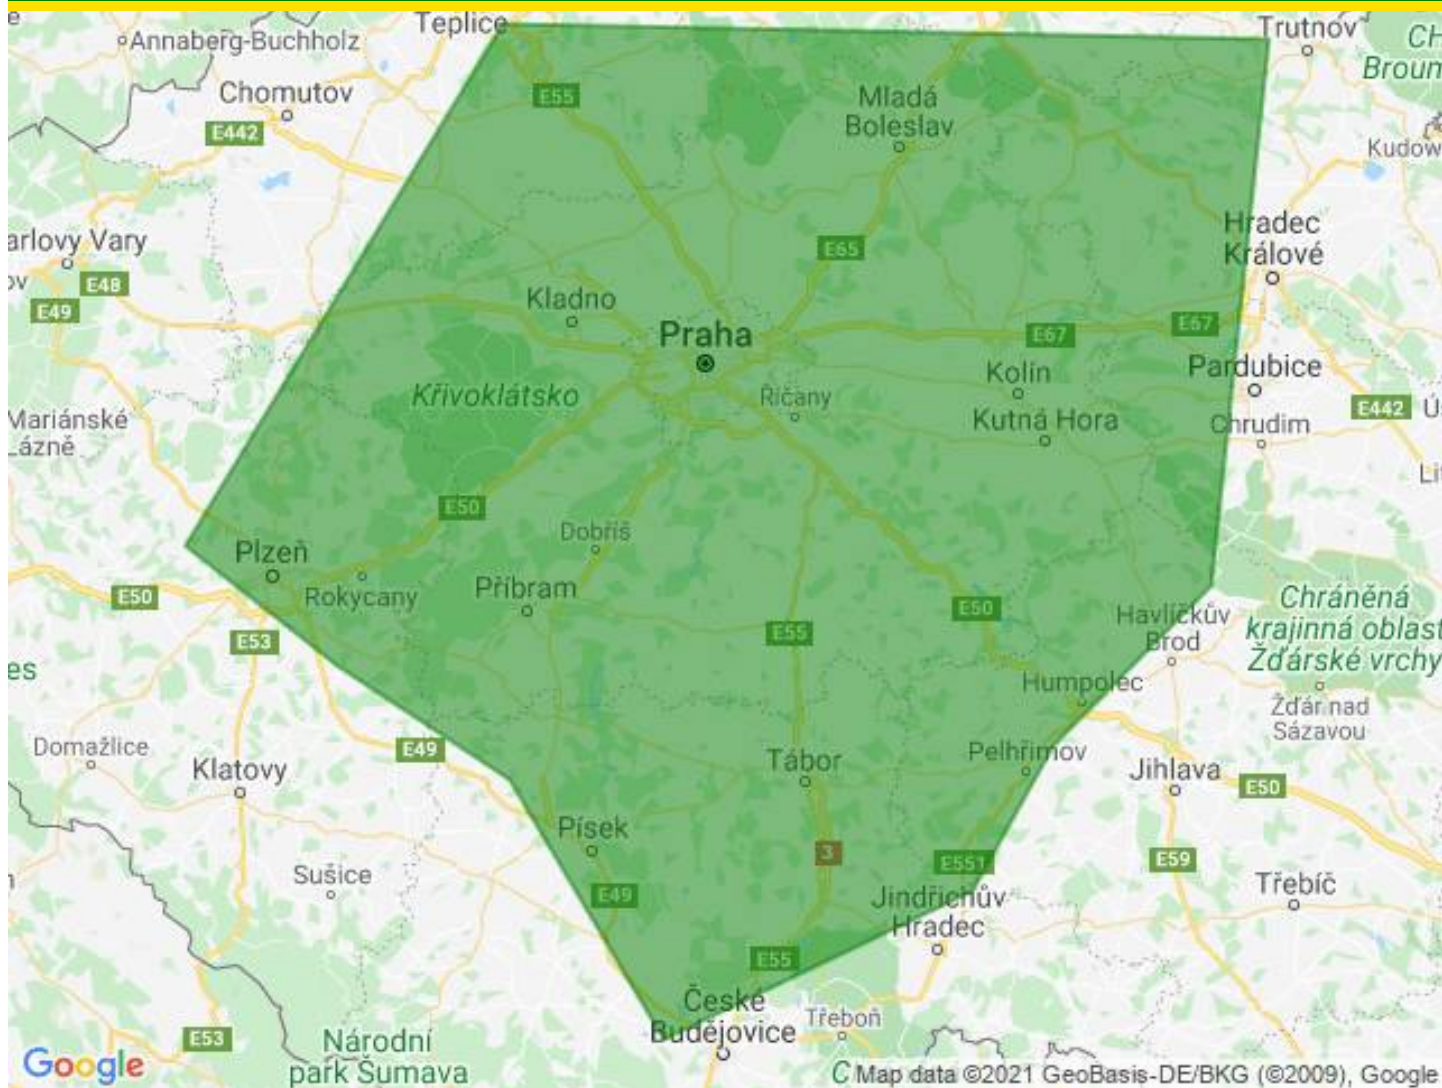 Teplice
Trutnov
Annaberg-Buchholz
Chomutov
E55
Mladá
Boleslav
E442
Kudow
arlovy Vary
Hradec
Králové
E65
E48
E49
Kladno
Praha
E67
E67
Křivoklátsko
Říčany
Kolín
Pardubice
Kutná Hora
E442
Chrudim
Mariánské
Lázně
E50
Dobříš
Plzeň
Rokycany
Příbram
E50
E50
Havlíčkův
Brod
Chráněná
krajinná oblast
Žďárské vrchy
E53
E55
Humpolec
Žďár nad
Sázavou
Domažlice
Klatovy
E49
Tábor
Pelhřimov
Jihlava
E50
Písek
3
E551
E59
Sušice
E49
Jindřichův
Hradec
Třebíč
E55
České
Budějovice
Třeboň
E53
Národní
park Šumava
Google
Map data ©2021 GeoBasis-DE/BKG (©2009), Google